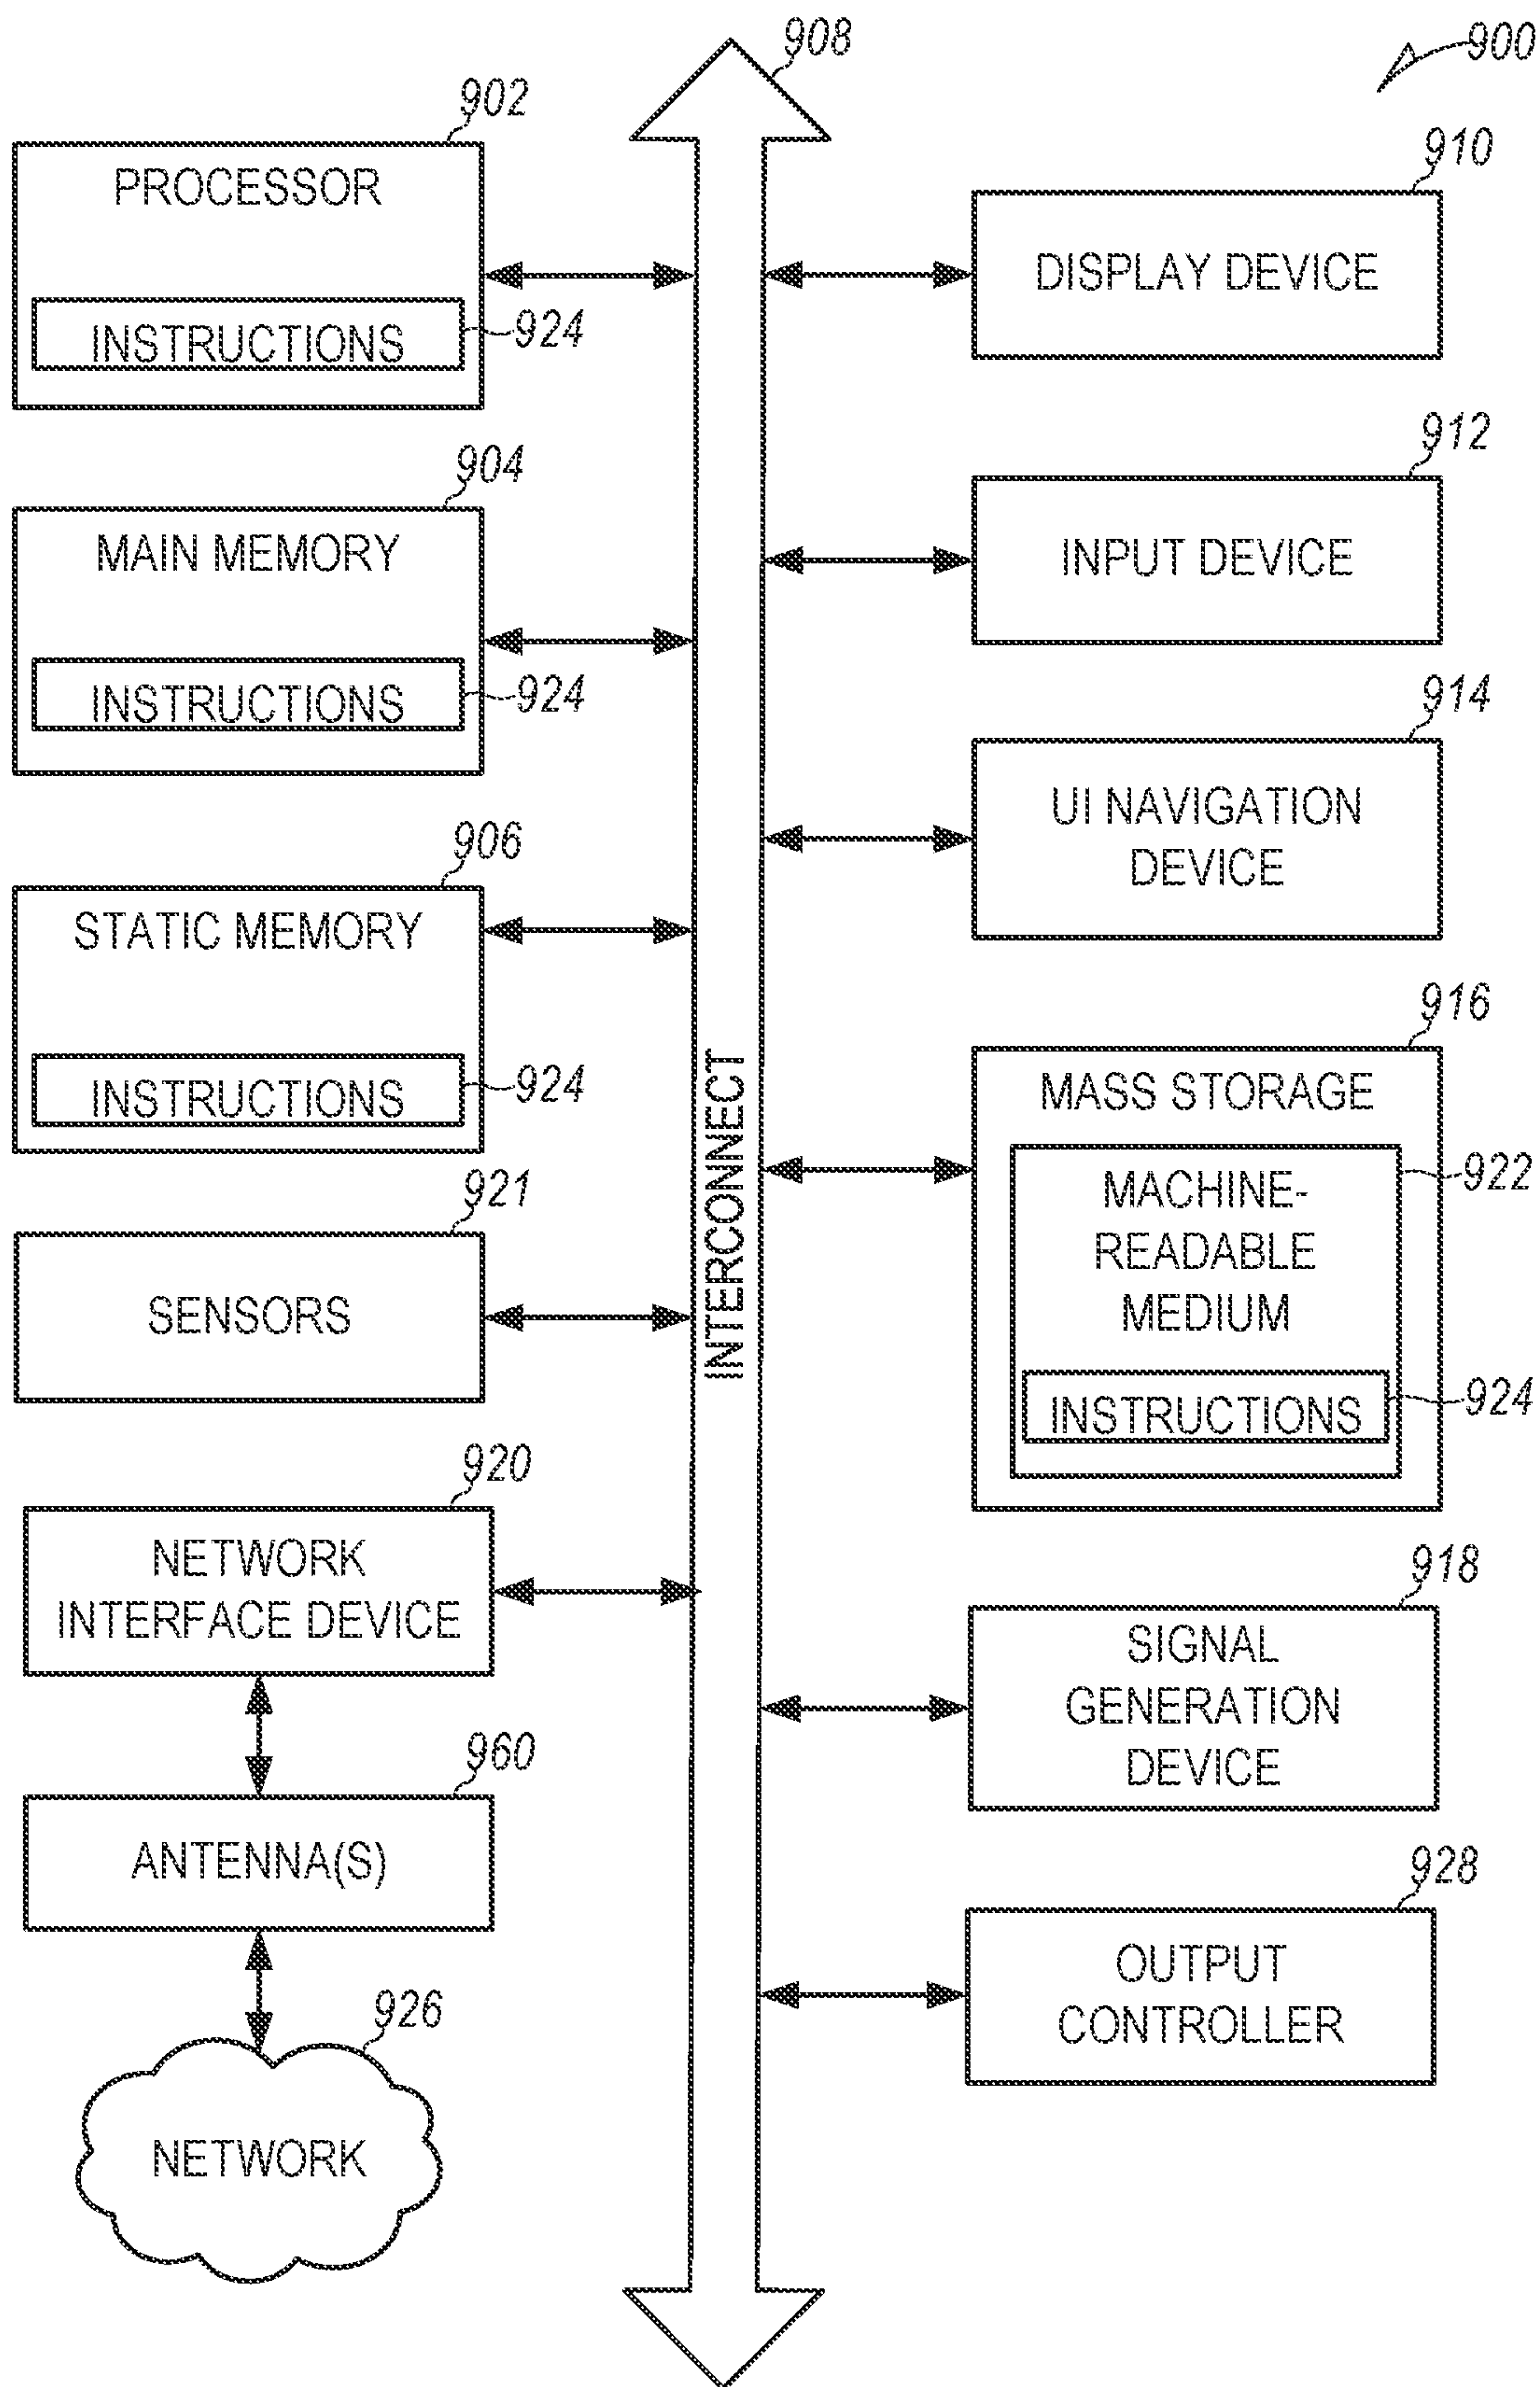 900
908
902
PROCESSOR
INSTRUCTIONS
924
904
MAIN MEMORY
INSTRUCTIONS
924
906
STATIC MEMORY
INSTRUCTIONS
924
921
SENSORS
920
NETWORK
INTERFACE DEVICE
960
ANTENNA(S)
926
NETWORK
INTERCONNECT
910
DISPLAY DEVICE
912
INPUT DEVICE
914
UI NAVIGATION
DEVICE
916
MASS STORAGE
922
MACHINE-
READABLE
MEDIUM
INSTRUCTIONS
924
918
SIGNAL
GENERATION
DEVICE
928
OUTPUT
CONTROLLER